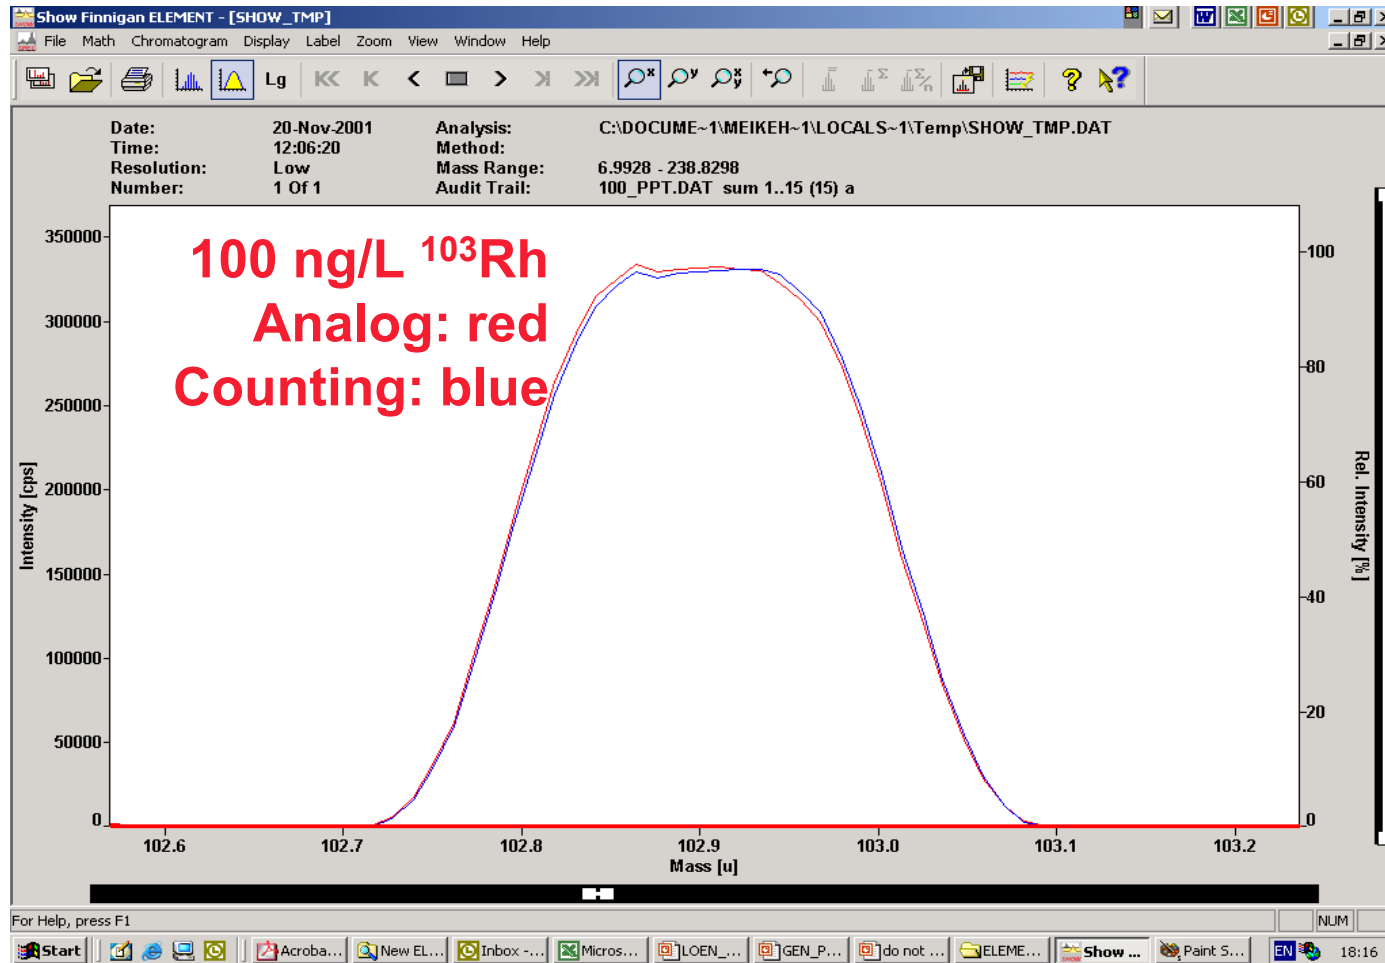 Show Finnigan ELEMENT - [SHOW_TMP]
File Math Chromatogram Display Label Zoom View Window Help
Lg
Date: 20-Nov-2001 Analysis: C:\DOCUME~1\MEIKEH~1\LOCALS~1\Temp\SHOW_TMP.DAT
Time: 12:06:20 Method:
Resolution: Low Mass Range: 6.9928 - 238.8298
Number: 1 Of 1 Audit Trail: 100_PPT.DAT sum 1..15 (15) a
100 ng/L ¹⁰³Rh
Analog: red
Counting: blue
Intensity [cps]
350000
300000
250000
200000
150000
100000
50000
0
Rel. Intensity [%]
100
80
60
40
20
0
102.6 102.7 102.8 102.9 103.0 103.1 103.2
Mass [u]
For Help, press F1 NUM
Start Acroba... New EL... Inbox -... Micros... LOEN_... GEN_P... do not ... ELEME... Show ... Paint S... EN 18:16